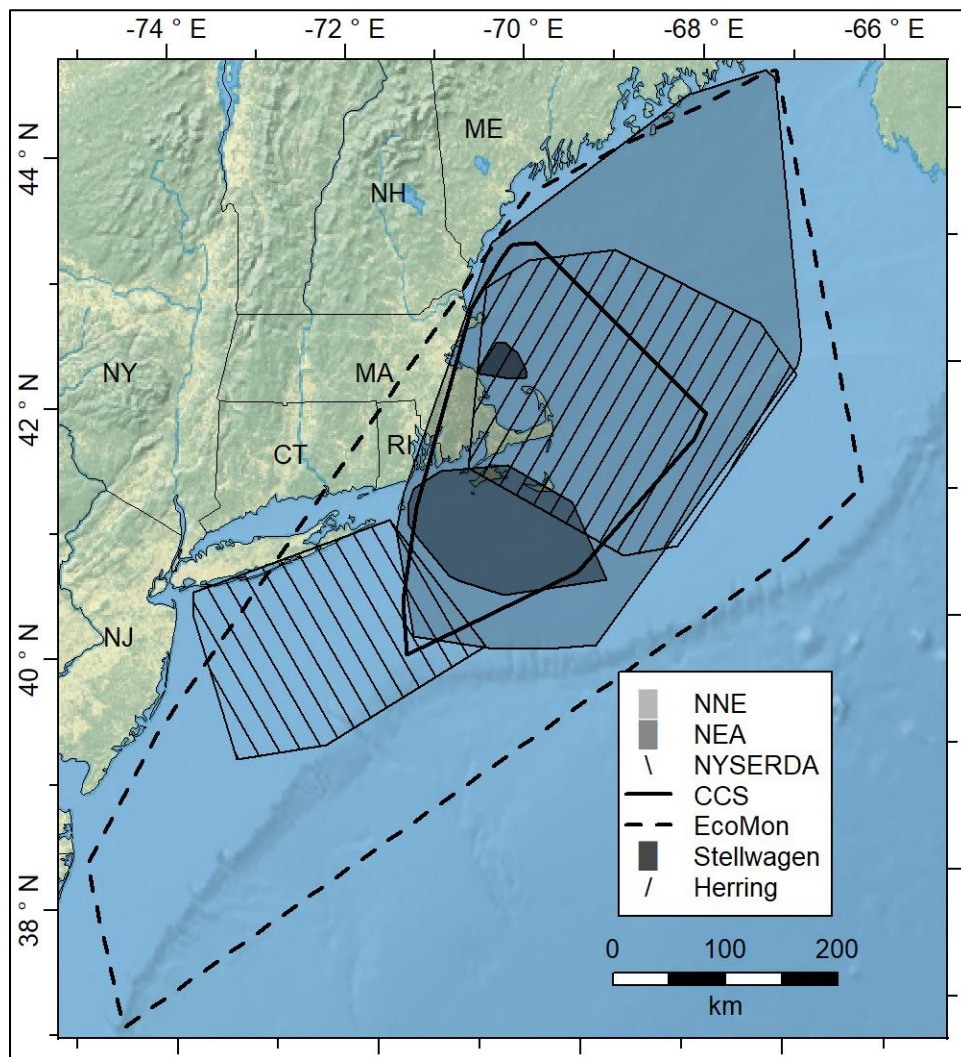 -74 ° E
-72 ° E
-70 ° E
-68 ° E
-66 ° E
44 ° N
42 ° N
40 ° N
38 ° N
ME
NH
NY
MA
CT
RI
NJ
NNE
NEA
\ NYSERDA
CCS
EcoMon
Stellwagen
/ Herring
0 100 200
km